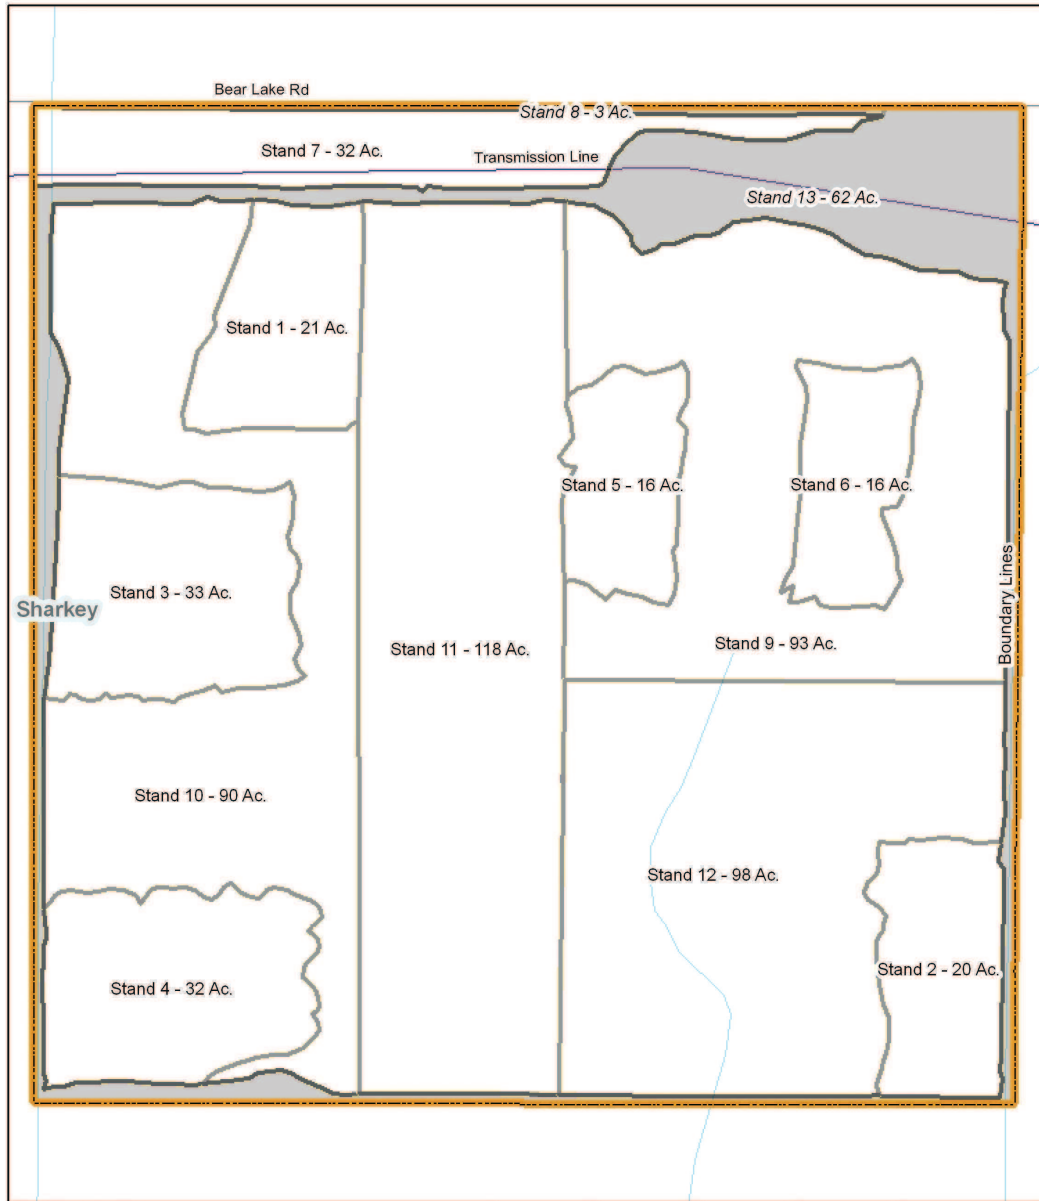 Bear Lake Rd
Stand 8 - 3 Ac.
Stand 7 - 32 Ac.
Transmission Line
Stand 13 - 62 Ac.
Stand 1 - 21 Ac.
Stand 5 - 16 Ac.
Stand 6 - 16 Ac.
Stand 3 - 33 Ac.
Sharkey
Boundary Lines
Stand 11 - 118 Ac.
Stand 9 - 93 Ac.
Stand 10 - 90 Ac.
Stand 12 - 98 Ac.
Stand 2 - 20 Ac.
Stand 4 - 32 Ac.